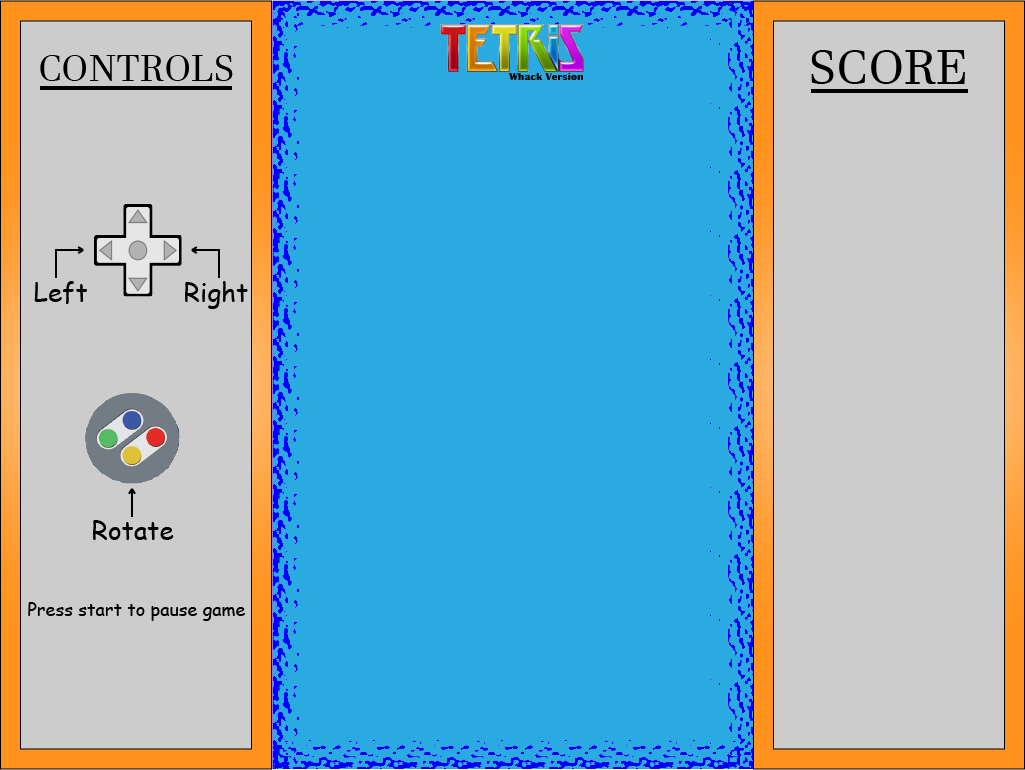 CONTROLS
Left
Right
Rotate
Press start to pause game
TETRiS
Whack Version
SCORE